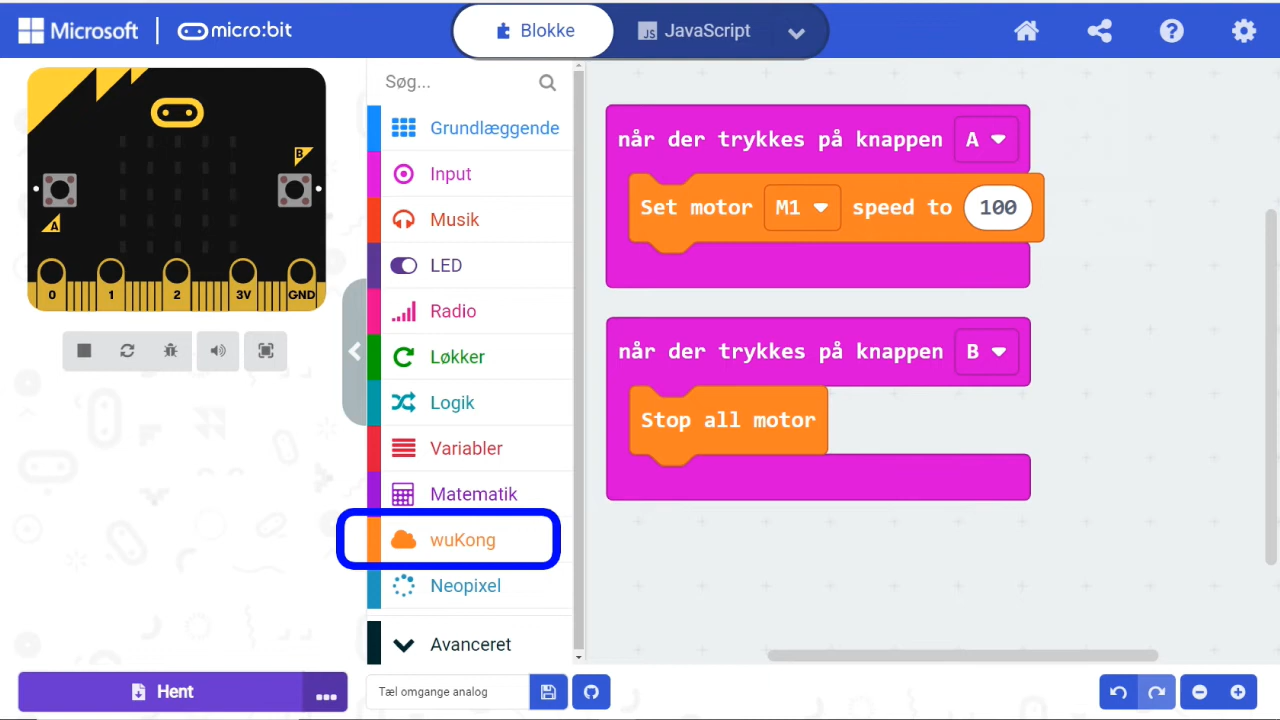 Microsoft micro:bit
Blokke
JavaScript
JS
B
A
0 1 2 3V GND
Søg...
Grundlæggende
Input
Musik
LED
Radio
Løkker
Logik
Variabler
Matematik
wuKong
Neopixel
Avanceret
når der trykkes på knappen A
Set motor M1 speed to 100
når der trykkes på knappen B
Stop all motor
Hent
...
Tæl omgange analog